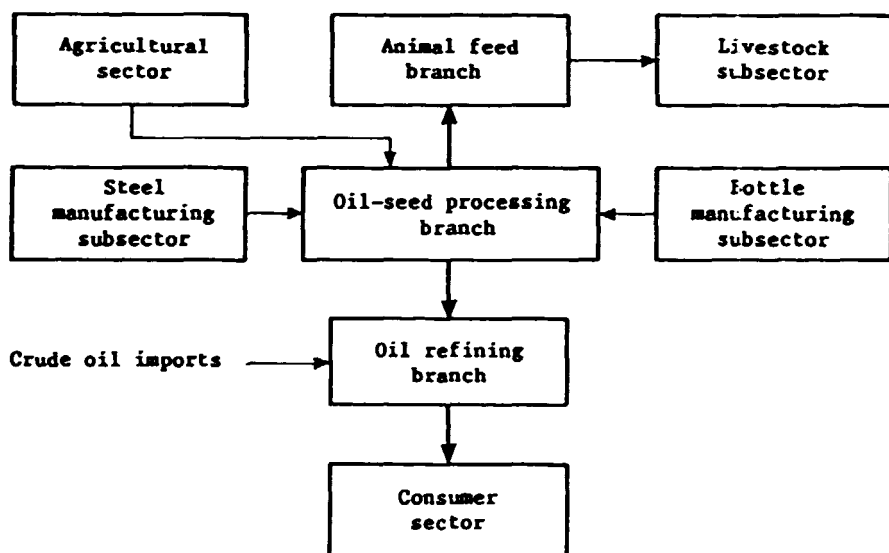 Agricultural
sector
Animal feed
branch
Livestock
subsector
Steel
manufacturing
subsector
Oil-seed processing
branch
Bottle
manufacturing
subsector
Crude oil imports
Oil refining
branch
Consumer
sector